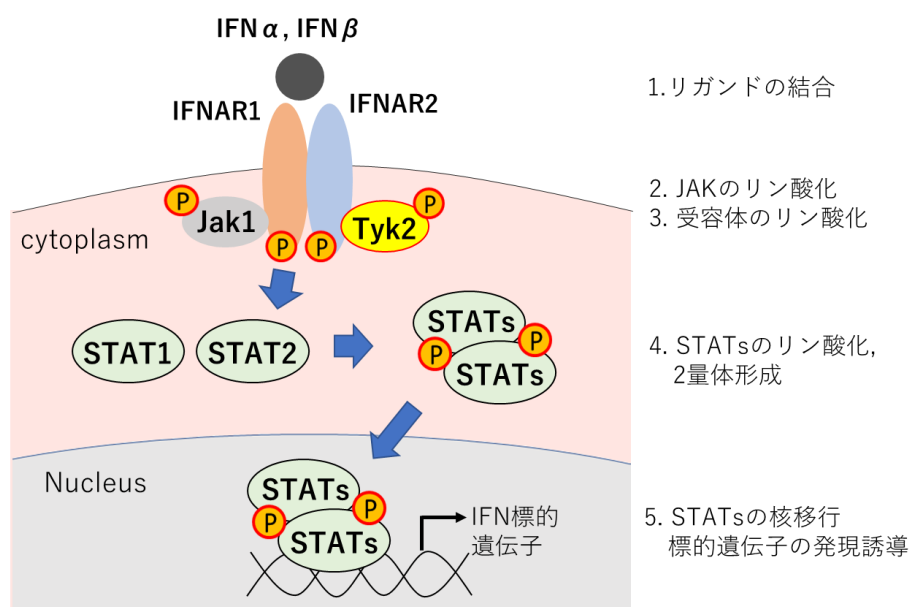 IFNα, IFNβ
IFNAR1
IFNAR2
1.リガンドの結合
P
Jak1
P
Tyk2
P
P
2. JAKのリン酸化
3. 受容体のリン酸化
cytoplasm
STAT1
STAT2
STATs
P
P
STATs
4. STATsのリン酸化,
2量体形成
Nucleus
STATs
P
P
STATs
IFN標的
遺伝子
5. STATsの核移行
標的遺伝子の発現誘導